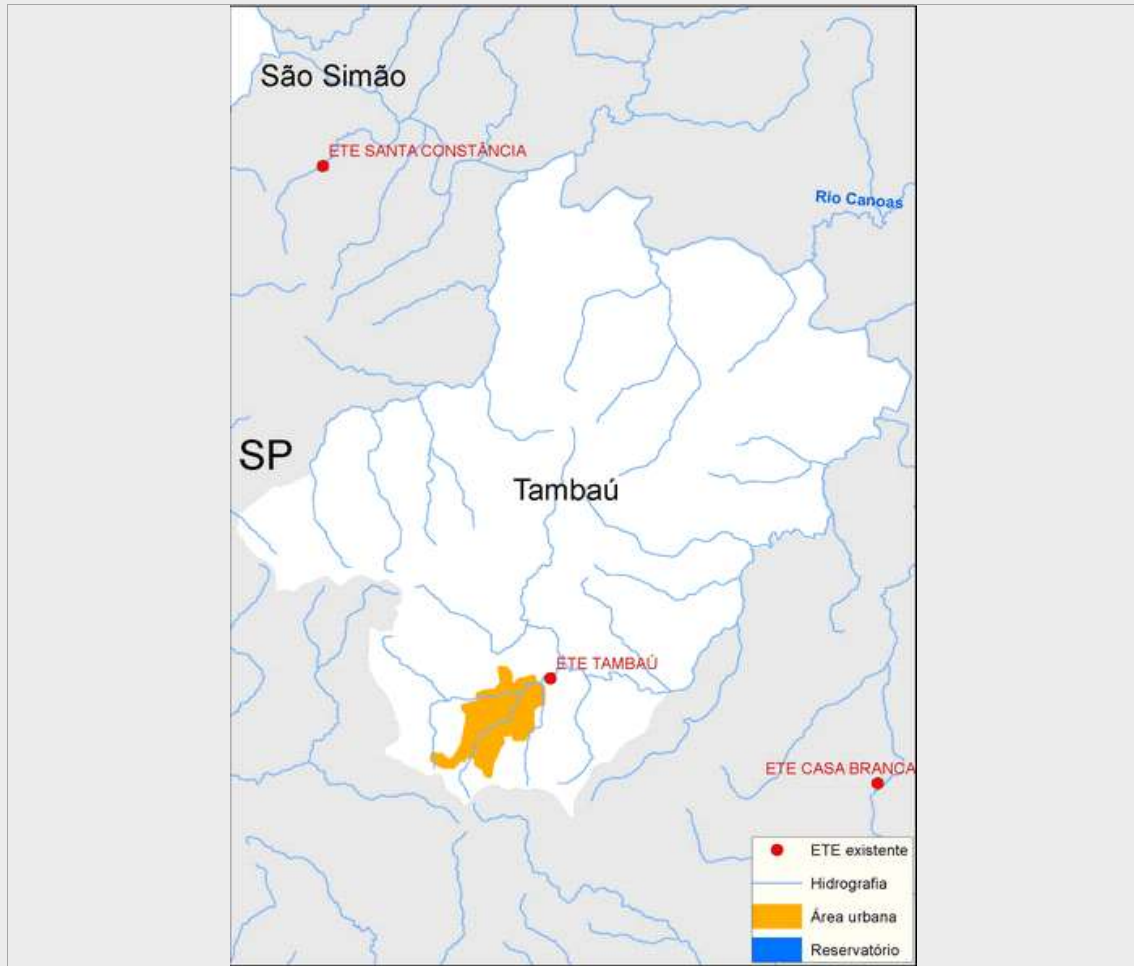 São Simão
ETE SANTA CONSTÂNCIA
Rio Canoas
SP
Tambaú
ETE TAMBAÚ
ETE CASA BRANCA
ETE existente
Hidrografia
Área urbana
Reservatório